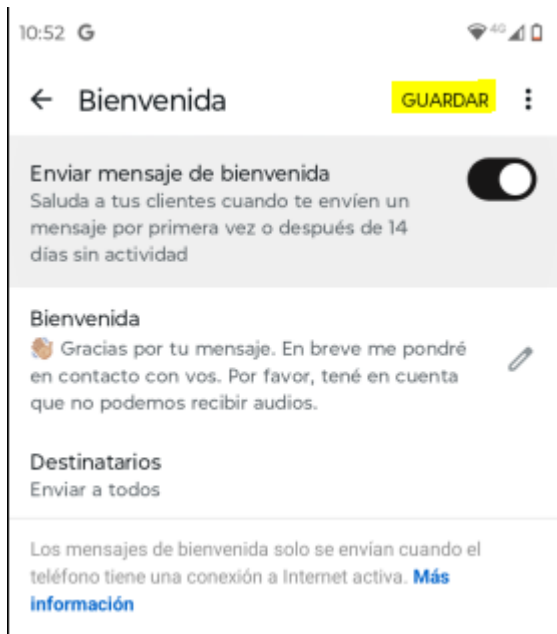 10:52 G 4G
Bienvenida GUARDAR
Enviar mensaje de bienvenida
Saluda a tus clientes cuando te envíen un
mensaje por primera vez o después de 14
días sin actividad
Bienvenida
👋🏼 Gracias por tu mensaje. En breve me pondré
en contacto con vos. Por favor, tené en cuenta
que no podemos recibir audios.
Destinatarios
Enviar a todos
Los mensajes de bienvenida solo se envían cuando el
teléfono tiene una conexión a Internet activa. Más
información